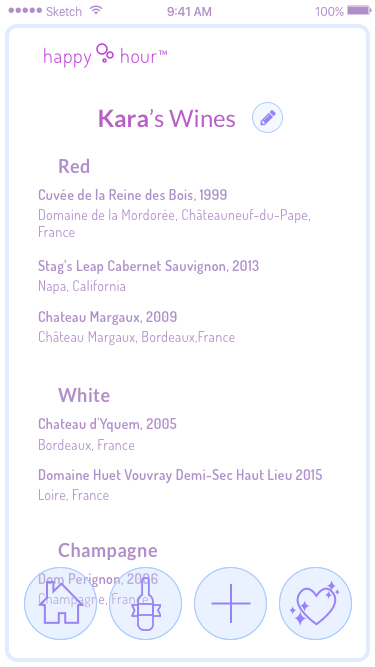 Sketch 9:41 AM 100%
happy hour™
Kara's Wines
Red
Cuvée de la Reine des Bois, 1999
Domaine de la Mordorée, Châteauneuf-du-Pape,
France
Stag's Leap Cabernet Sauvignon, 2013
Napa, California
Chateau Margaux, 2009
Château Margaux, Bordeaux,France
White
Chateau d'Yquem, 2005
Bordeaux, France
Domaine Huet Vouvray Demi-Sec Haut Lieu 2015
Loire, France
Champagne
Dom Perignon, 2006
Champagne, France